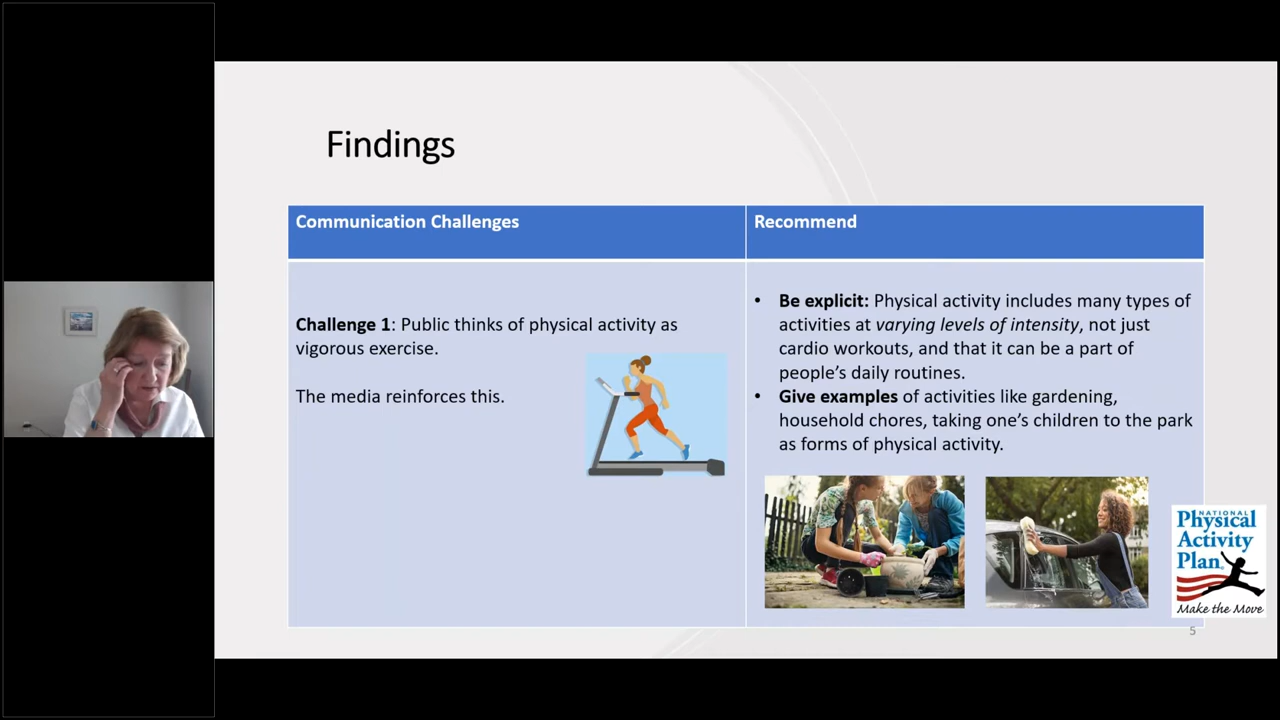 Findings
Communication Challenges
Recommend
Challenge 1: Public thinks of physical activity as
vigorous exercise.
The media reinforces this.
• Be explicit: Physical activity includes many types of
activities at varying levels of intensity, not just
cardio workouts, and that it can be a part of
people's daily routines.
• Give examples of activities like gardening,
household chores, taking one's children to the park
as forms of physical activity.
NATIONAL
Physical
Activity
Plan
Make the Move
5